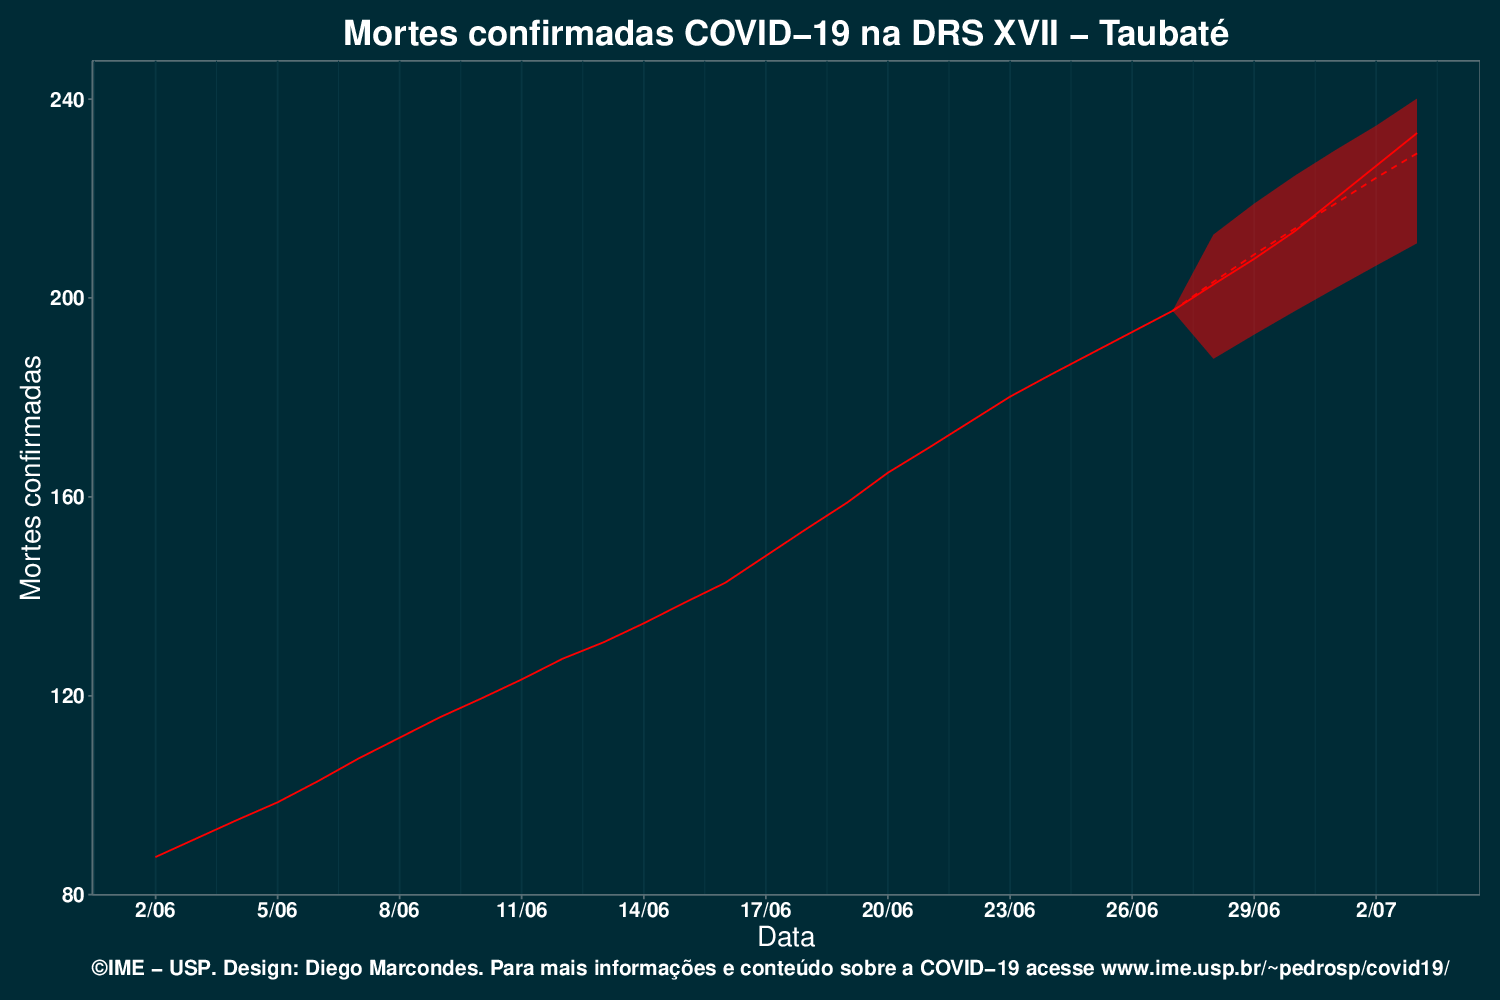 Mortes confirmadas COVID−19 na DRS XVII − Taubaté
Mortes confirmadas
240
200
160
120
80
2/06 5/06 8/06 11/06 14/06 17/06 20/06 23/06 26/06 29/06 2/07
Data
©IME − USP. Design: Diego Marcondes. Para mais informações e conteúdo sobre a COVID−19 acesse www.ime.usp.br/~pedrosp/covid19/